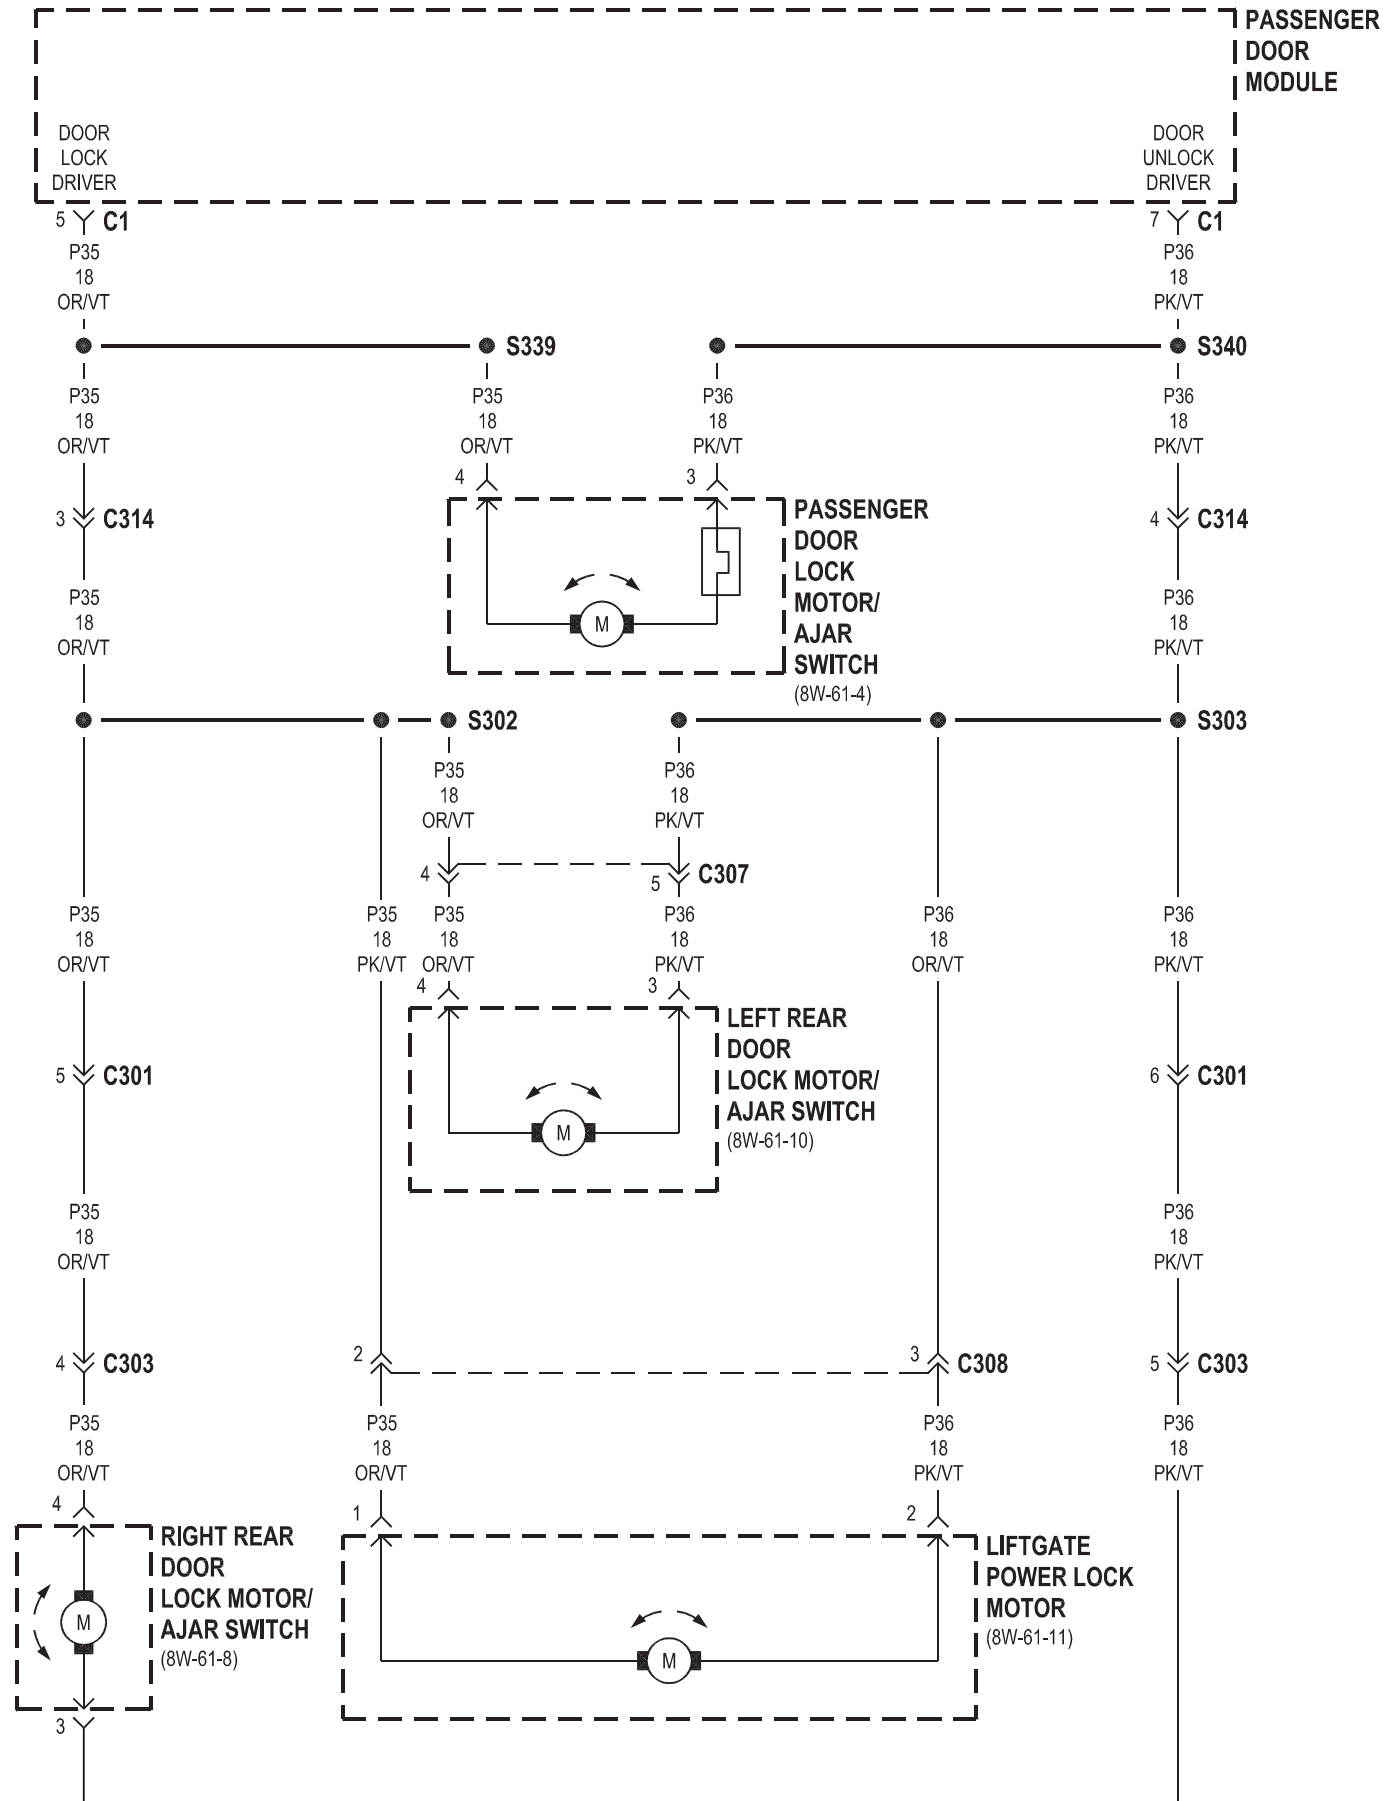 PASSENGER
DOOR
MODULE
DOOR
LOCK
DRIVER
DOOR
UNLOCK
DRIVER
5 C1
7 C1
P35
18
OR/VT
P36
18
PK/VT
S339
S340
P35
18
OR/VT
P35
18
OR/VT
P36
18
PK/VT
P36
18
PK/VT
4
3
3 C314
4 C314
PASSENGER
DOOR
LOCK
MOTOR/
AJAR
SWITCH
(8W-61-4)
M
P35
18
OR/VT
P36
18
PK/VT
S302
S303
P35
18
OR/VT
P36
18
PK/VT
4
5 C307
P35
18
OR/VT
P35
18
PK/VT
P35
18
OR/VT
P36
18
PK/VT
P36
18
OR/VT
P36
18
PK/VT
4
3
LEFT REAR
DOOR
LOCK MOTOR/
AJAR SWITCH
(8W-61-10)
M
5 C301
6 C301
P35
18
OR/VT
P36
18
PK/VT
4 C303
2
3 C308
5 C303
P35
18
OR/VT
P35
18
OR/VT
P36
18
PK/VT
P36
18
PK/VT
4
1
2
RIGHT REAR
DOOR
LOCK MOTOR/
AJAR SWITCH
(8W-61-8)
M
3
LIFTGATE
POWER LOCK
MOTOR
(8W-61-11)
M